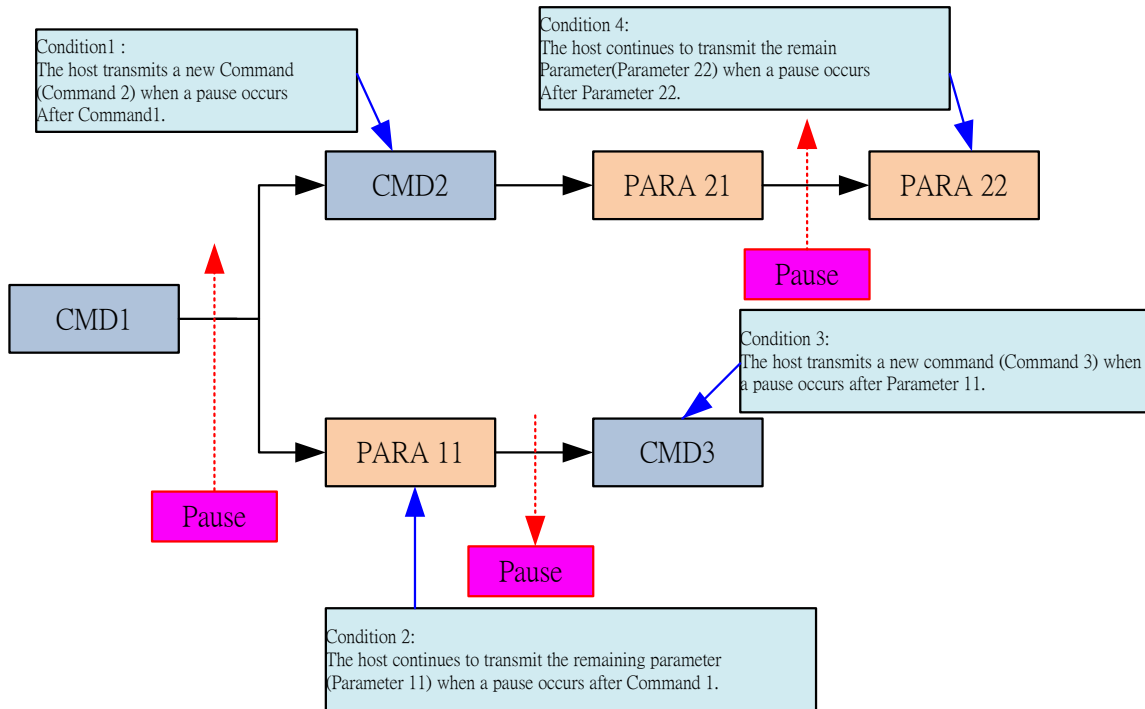 Condition1 :
The host transmits a new Command
(Command 2) when a pause occurs
After Command1.
Condition 4:
The host continues to transmit the remain
Parameter(Parameter 22) when a pause occurs
After Parameter 22.
CMD2
PARA 21
PARA 22
Pause
CMD1
Condition 3:
The host transmits a new command (Command 3) when
a pause occurs after Parameter 11.
PARA 11
CMD3
Pause
Pause
Condition 2:
The host continues to transmit the remaining parameter
(Parameter 11) when a pause occurs after Command 1.